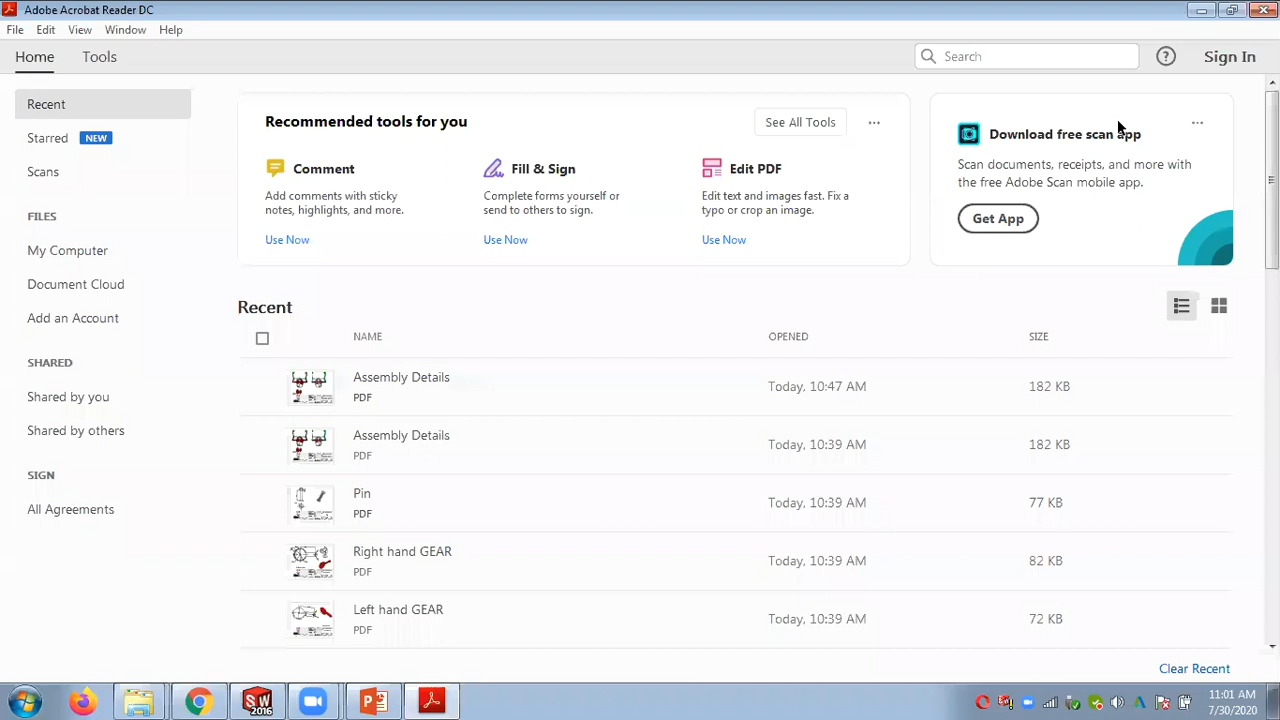 Adobe Acrobat Reader DC
File Edit View Window Help
Home Tools Search Sign In
Recent
Starred NEW
Scans
FILES
My Computer
Document Cloud
Add an Account
SHARED
Shared by you
Shared by others
SIGN
All Agreements
Recommended tools for you See All Tools
Comment
Add comments with sticky
notes, highlights, and more.
Use Now
Fill & Sign
Complete forms yourself or
send to others to sign.
Use Now
Edit PDF
Edit text and images fast. Fix a
typo or crop an image.
Use Now
Download free scan app
Scan documents, receipts, and more with
the free Adobe Scan mobile app.
Get App
Recent
NAME OPENED SIZE
Assembly Details
PDF
Today, 10:47 AM 182 KB
Assembly Details
PDF
Today, 10:39 AM 182 KB
Pin
PDF
Today, 10:39 AM 77 KB
Right hand GEAR
PDF
Today, 10:39 AM 82 KB
Left hand GEAR
PDF
Today, 10:39 AM 72 KB
Clear Recent
SW
2016
11:01 AM
7/30/2020